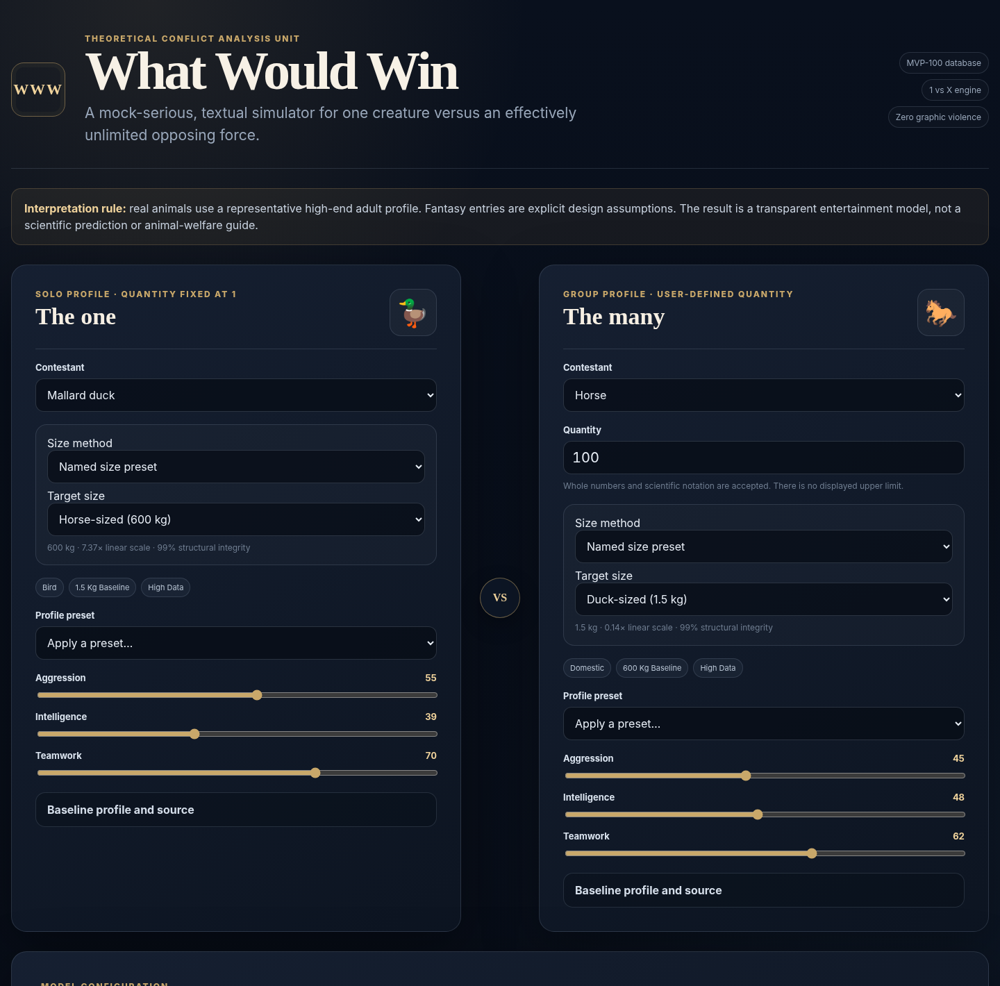 THEORETICAL CONFLICT ANALYSIS UNIT
WWW
What Would Win
A mock-serious, textual simulator for one creature versus an effectively
unlimited opposing force.
MVP-100 database
1 vs X engine
Zero graphic violence
Interpretation rule: real animals use a representative high-end adult profile. Fantasy entries are explicit design assumptions. The result is a transparent entertainment model, not a
scientific prediction or animal-welfare guide.
SOLO PROFILE · QUANTITY FIXED AT 1
The one
Contestant
Mallard duck
Size method
Named size preset
Target size
Horse-sized (600 kg)
600 kg · 7.37× linear scale · 99% structural integrity
Bird
1.5 Kg Baseline
High Data
Profile preset
Apply a preset...
Aggression 55
Intelligence 39
Teamwork 70
Baseline profile and source
VS
GROUP PROFILE · USER-DEFINED QUANTITY
The many
Contestant
Horse
Quantity
100
Whole numbers and scientific notation are accepted. There is no displayed upper limit.
Size method
Named size preset
Target size
Duck-sized (1.5 kg)
1.5 kg · 0.14× linear scale · 99% structural integrity
Domestic
600 Kg Baseline
High Data
Profile preset
Apply a preset...
Aggression 45
Intelligence 48
Teamwork 62
Baseline profile and source
MODEL CONFIGURATION